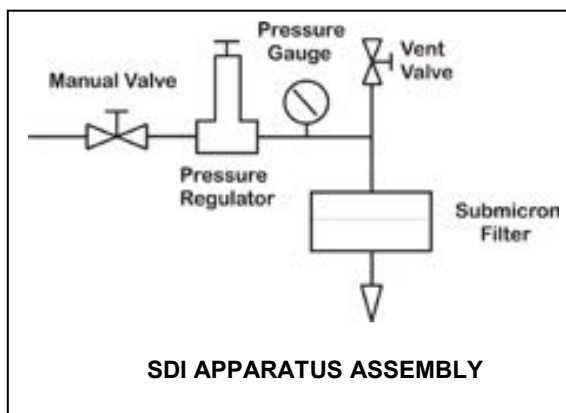 Pressure
Gauge
Vent
Valve
Manual Valve
Pressure
Regulator
Submicron
Filter
SDI APPARATUS ASSEMBLY